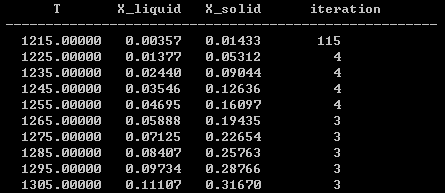 T X_liquid X_solid iteration
1215.00000 0.00357 0.01433 115
1225.00000 0.01377 0.05312 4
1235.00000 0.02440 0.09044 4
1245.00000 0.03546 0.12636 4
1255.00000 0.04695 0.16097 4
1265.00000 0.05888 0.19435 3
1275.00000 0.07125 0.22654 3
1285.00000 0.08407 0.25763 3
1295.00000 0.09734 0.28766 3
1305.00000 0.11107 0.31670 3